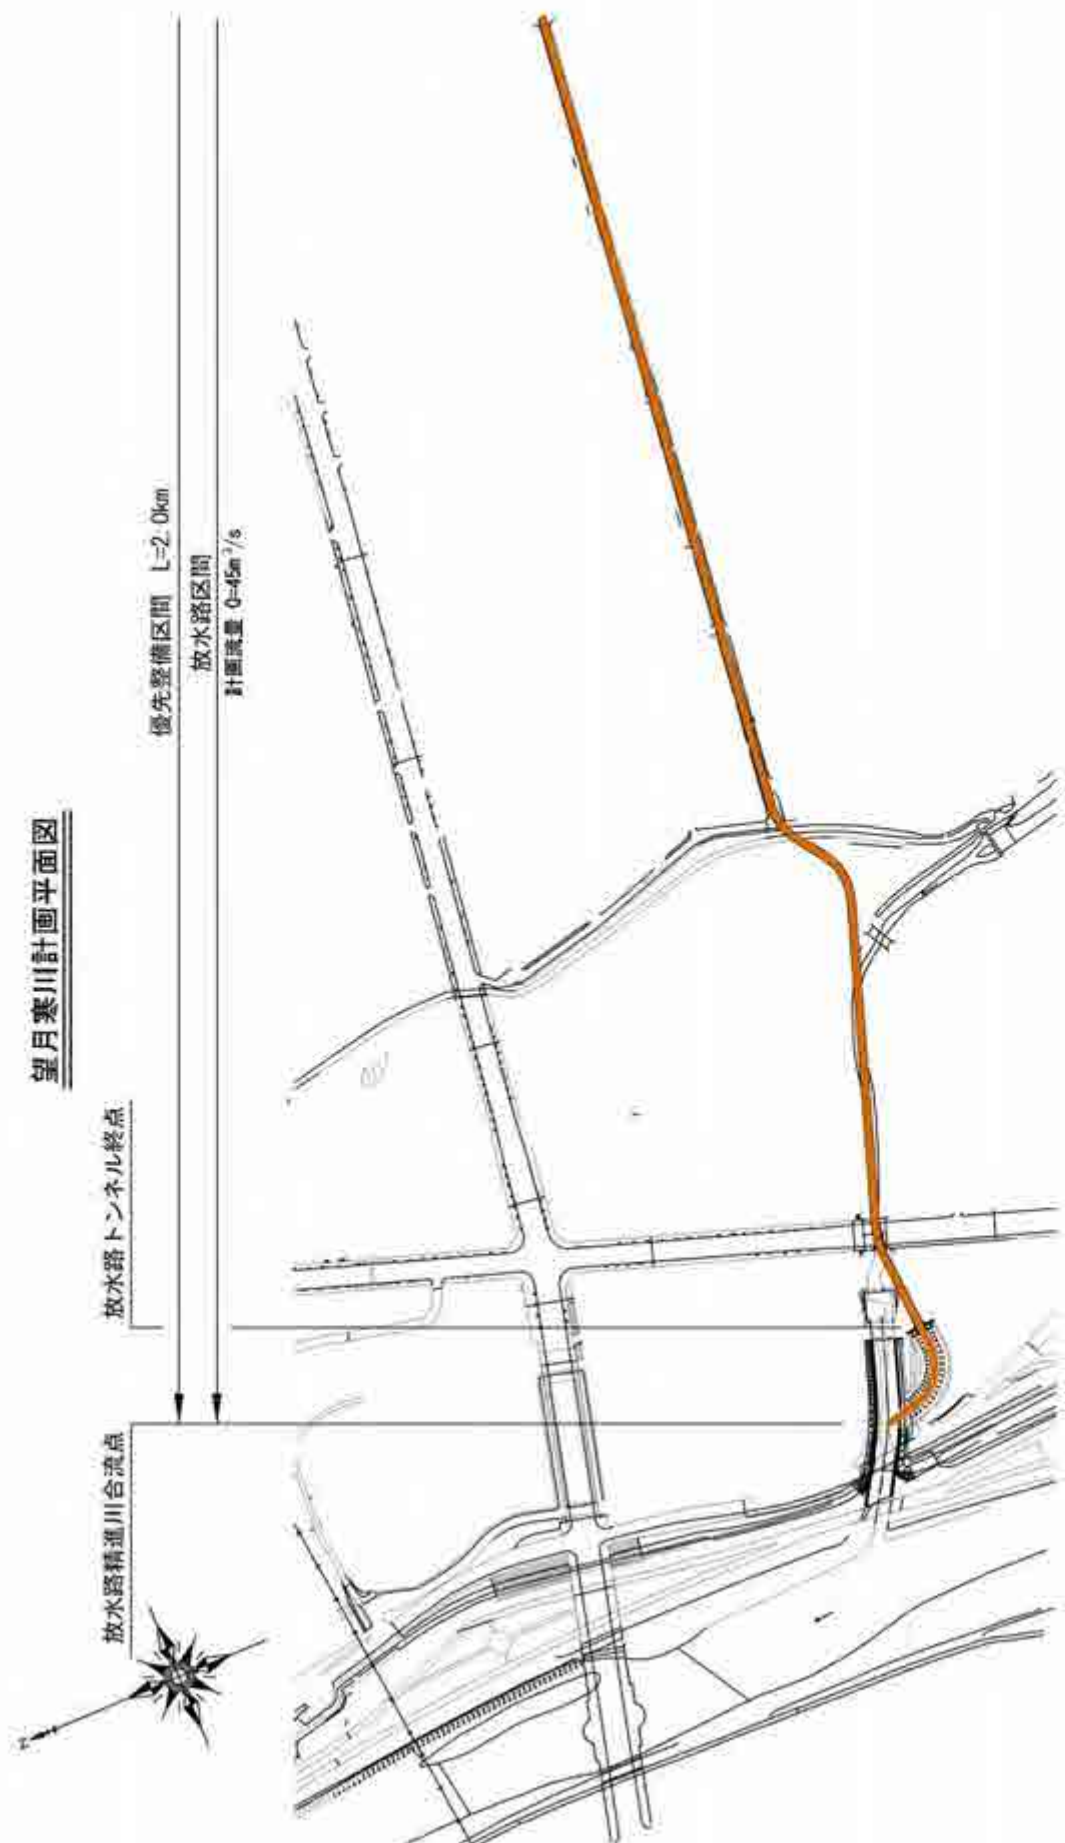 望月寒川計画平面図
優先整備区間 L=2.0km
放水路区間
計画流量 Q=45m³/s
放水路トンネル終点
放水路精進川合流点
N